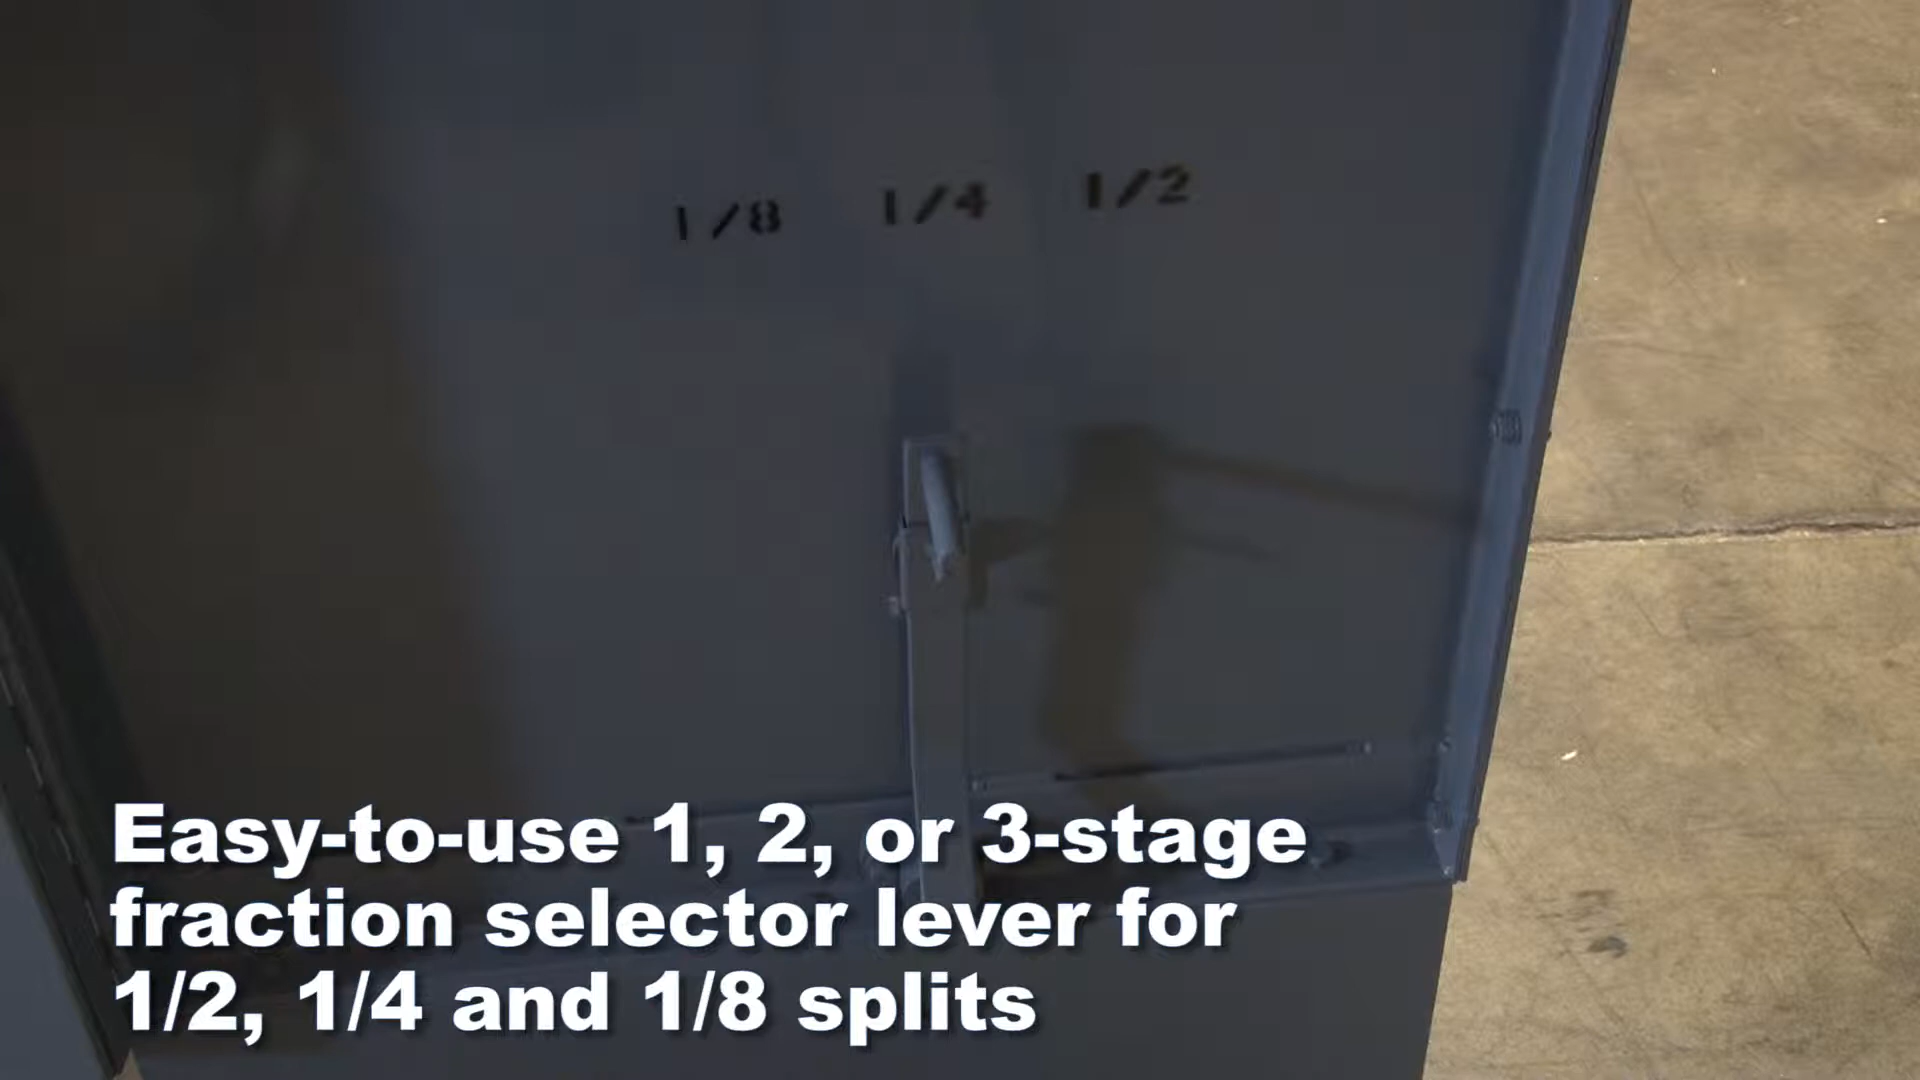 1/8 1/4 1/2
Easy-to-use 1, 2, or 3-stage
fraction selector lever for
1/2, 1/4 and 1/8 splits